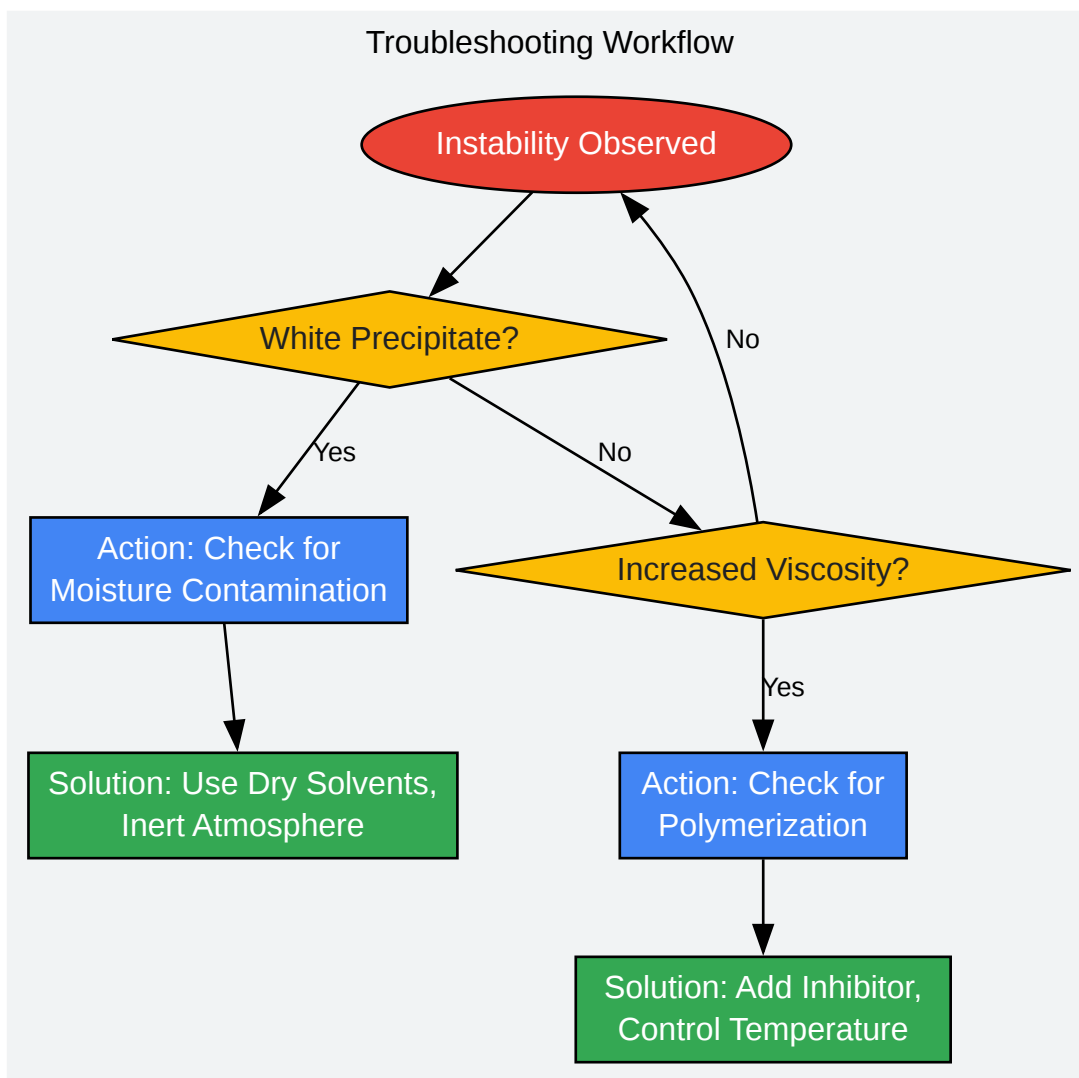 Troubleshooting Workflow
Instability Observed
White Precipitate?
No
Yes
No
Action: Check for
Moisture Contamination
Increased Viscosity?
Yes
Solution: Use Dry Solvents,
Inert Atmosphere
Action: Check for
Polymerization
Solution: Add Inhibitor,
Control Temperature